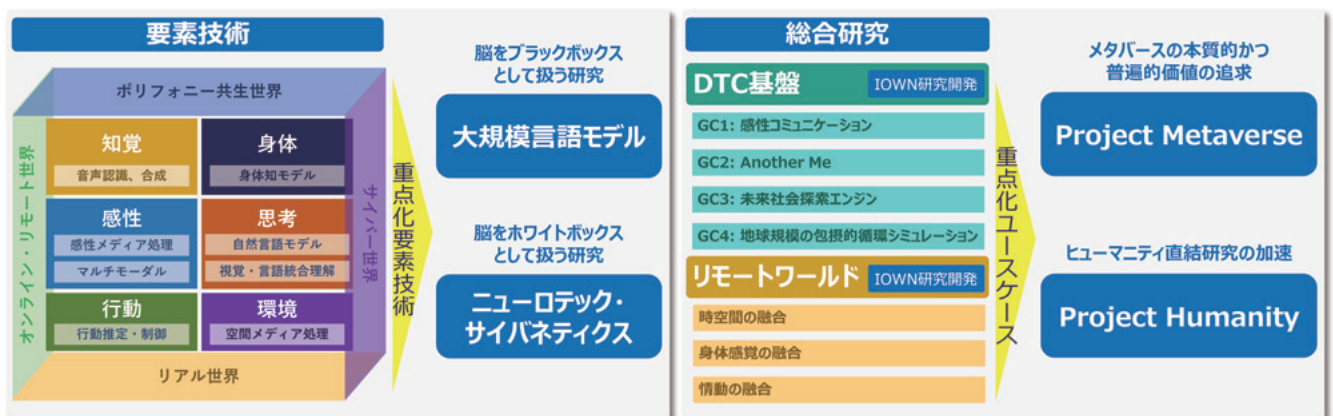 要素技術
ポリフォニー共生世界
オンライン・リモート世界
サイバー世界
リアル世界
知覚
音声認識、合成
身体
身体知モデル
感性
感性メディア処理
マルチモーダル
思考
自然言語モデル
視覚・言語統合理解
行動
行動推定・制御
環境
空間メディア処理
重点化要素技術
脳をブラックボックス
として扱う研究
大規模言語モデル
脳をホワイトボックス
として扱う研究
ニューロテック・
サイバネティクス
総合研究
DTC基盤
IOWN研究開発
GC1: 感性コミュニケーション
GC2: Another Me
GC3: 未来社会探索エンジン
GC4: 地球規模の包摂的循環シミュレーション
リモートワールド
IOWN研究開発
時空間の融合
身体感覚の融合
情動の融合
重点化ユースケース
メタバースの本質的かつ
普遍的価値の追求
Project Metaverse
ヒューマニティ直結研究の加速
Project Humanity